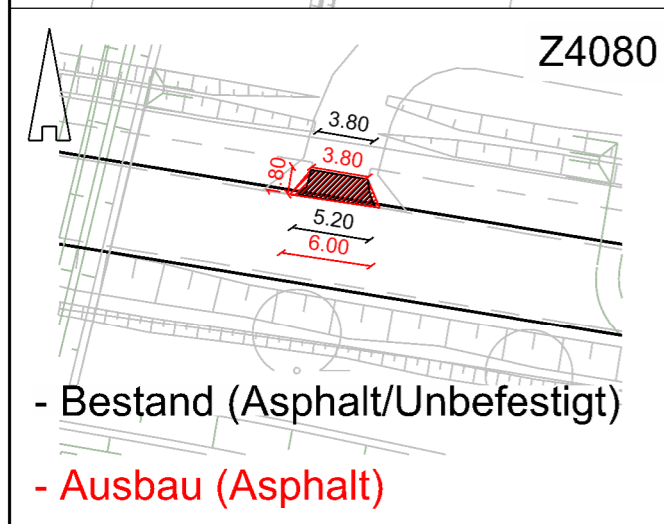 Z4080
3.80
3.80
1.80
5.20
6.00
- Bestand (Asphalt/Unbefestigt)
- Ausbau (Asphalt)